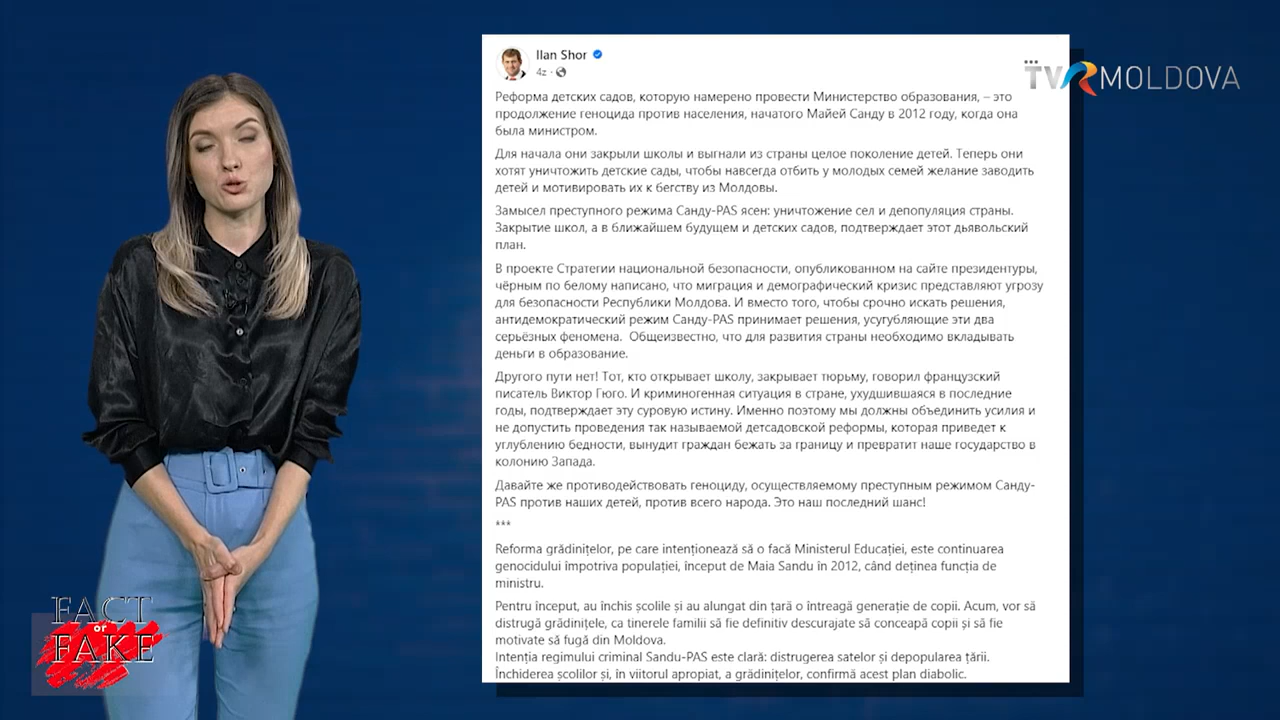 Ilan Shor
4z ·
Реформа детских садов, которую намерено провести Министерство образования, – это
продолжение геноцида против населения, начатого Майей Санду в 2012 году, когда она
была министром.
Для начала они закрыли школы и выгнали из страны целое поколение детей. Теперь они
хотят уничтожить детские сады, чтобы навсегда отбить у молодых семей желание заводить
детей и мотивировать их к бегству из Молдовы.
Замысел преступного режима Санду-PAS ясен: уничтожение сел и депопуляция страны.
Закрытие школ, а в ближайшем будущем и детских садов, подтверждает этот дьявольский
план.
В проекте Стратегии национальной безопасности, опубликованном на сайте президентуры,
чёрным по белому написано, что миграция и демографический кризис представляют угрозу
для безопасности Республики Молдова. И вместо того, чтобы срочно искать решения,
антидемократический режим Санду-PAS принимает решения, усугубляющие эти два
серьёзных феномена. Общеизвестно, что для развития страны необходимо вкладывать
деньги в образование.
Другого пути нет! Тот, кто открывает школу, закрывает тюрьму, говорил французский
писатель Виктор Гюго. И криминогенная ситуация в стране, ухудшившаяся в последние
годы, подтверждает эту суровую истину. Именно поэтому мы должны объединить усилия и
не допустить проведения так называемой детсадовской реформы, которая приведет к
углублению бедности, вынудит граждан бежать за границу и превратит наше государство в
колонию Запада.
Давайте же противодействовать геноциду, осуществляемому преступным режимом Санду-
PAS против наших детей, против всего народа. Это наш последний шанс!
***
Reforma grădinițelor, pe care intenționează să o facă Ministerul Educației, este continuarea
genocidului împotriva populației, început de Maia Sandu în 2012, când deținea funcția de
ministru.
Pentru început, au închis școlile și au alungat din țară o întreagă generație de copii. Acum, vor să
distrugă grădinițele, ca tinerele familii să fie definitiv descurajate să conceapă copii și să fie
motivate să fugă din Moldova.
Intenția regimului criminal Sandu-PAS este clară: distrugerea satelor și depopularea țării.
Închiderea școlilor și, în viitorul apropiat, a grădinițelor, confirmă acest plan diabolic.
TVR MOLDOVA
FACT
or
FAKE